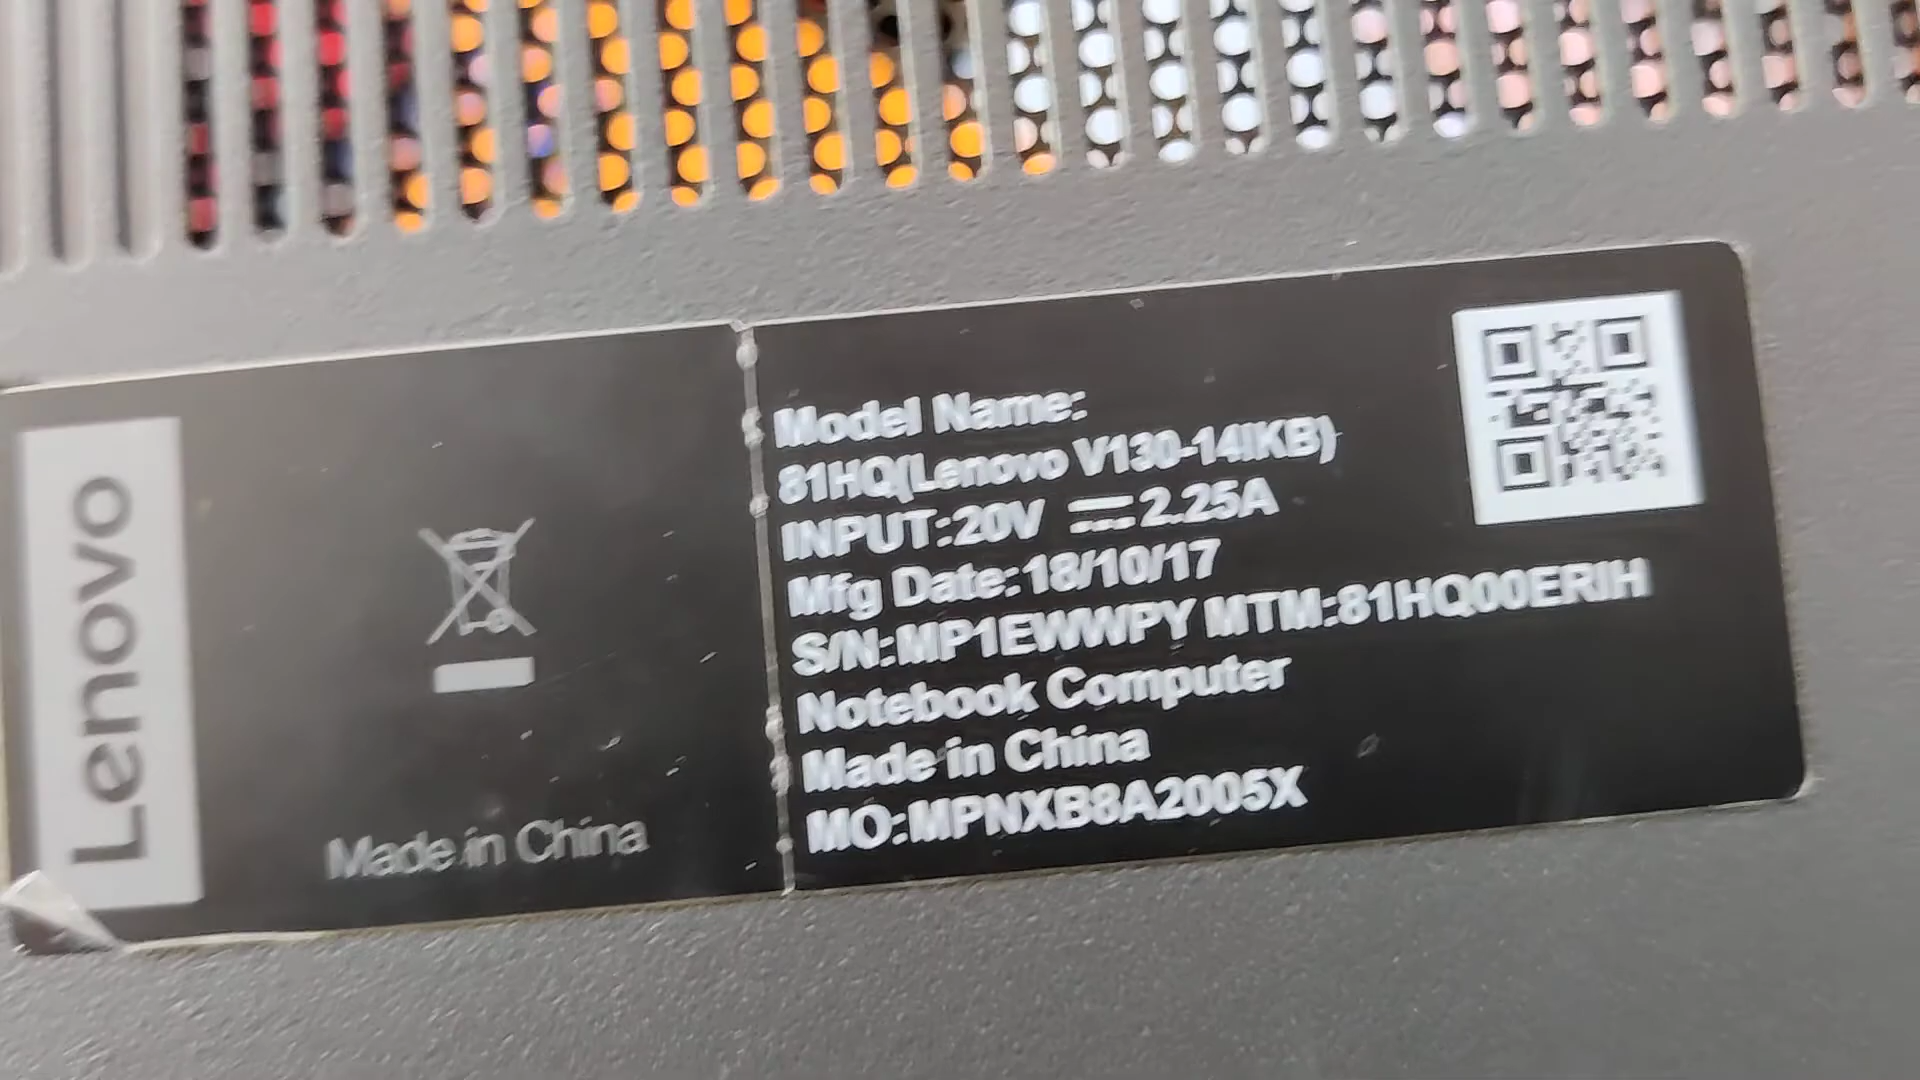 Lenovo
Made in China
Model Name:
81HQ(Lenovo V130-14IKB)
INPUT:20V ⎓ 2.25A
Mfg Date:18/10/17
S/N:MP1EWWPY MTM:81HQ00ERIH
Notebook Computer
Made in China
MO:MPNXB8A2005X